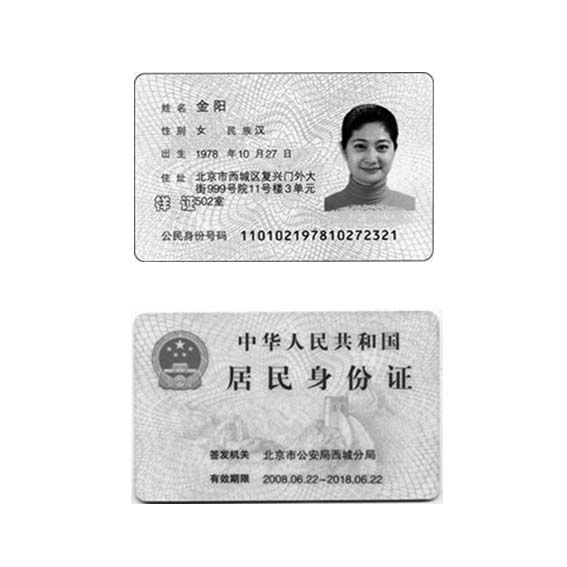 姓名 金阳
性别 女 民族汉
出生 1978 年10月27日
住址 北京市西城区复兴门外大
街999号院11号楼3单元
502室
样 证
公民身份号码 110102197810272321
中华人民共和国
居民身份证
签发机关 北京市公安局西城分局
有效期限 2008.06.22-2018.06.22